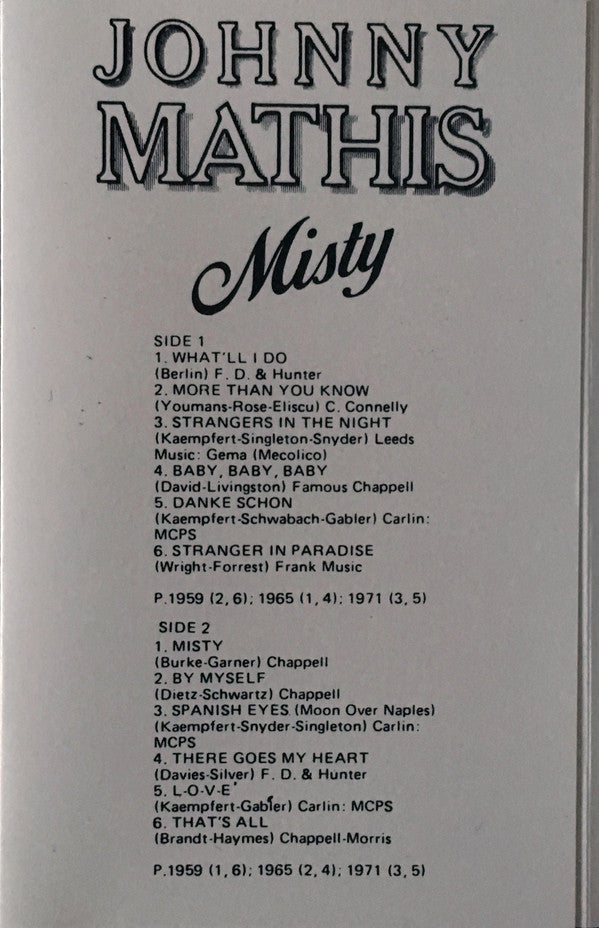 JOHNNY
MATHIS
Misty
SIDE 1
1. WHAT'LL I DO
(Berlin) F. D. & Hunter
2. MORE THAN YOU KNOW
(Youmans-Rose-Eliscu) C. Connelly
3. STRANGERS IN THE NIGHT
(Kaempfert-Singleton-Snyder) Leeds
Music: Gema (Mecolico)
4. BABY, BABY, BABY
(David-Livingston) Famous Chappell
5. DANKE SCHON
(Kaempfert-Schwabach-Gabler) Carlin:
MCPS
6. STRANGER IN PARADISE
(Wright-Forrest) Frank Music
P.1959 (2, 6); 1965 (1, 4); 1971 (3, 5)
SIDE 2
1. MISTY
(Burke-Garner) Chappell
2. BY MYSELF
(Dietz-Schwartz) Chappell
3. SPANISH EYES (Moon Over Naples)
(Kaempfert-Snyder-Singleton) Carlin:
MCPS
4. THERE GOES MY HEART
(Davies-Silver) F. D. & Hunter
5. L-O-V-E
(Kaempfert-Gabler) Carlin: MCPS
6. THAT'S ALL
(Brandt-Haymes) Chappell-Morris
P.1959 (1, 6); 1965 (2, 4); 1971 (3, 5)